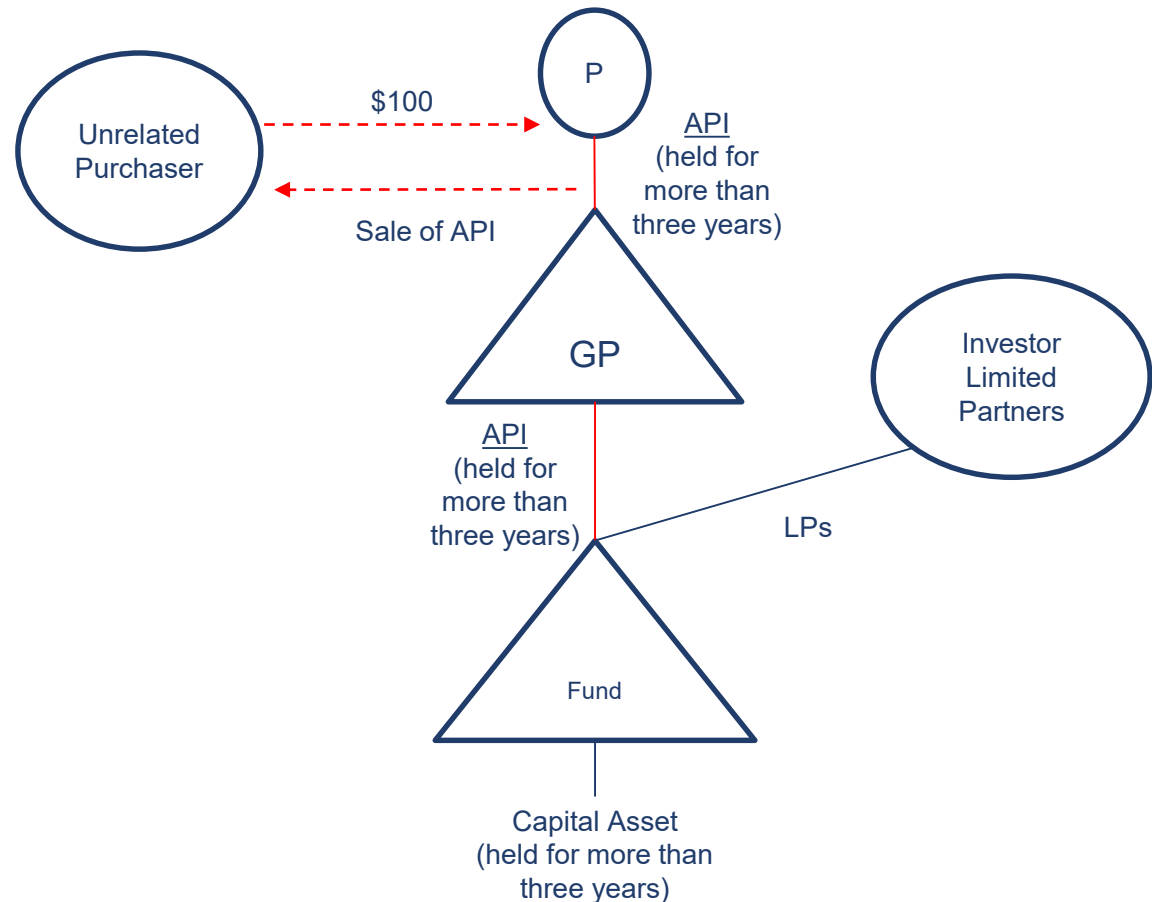 P
$100
Unrelated
Purchaser
API
(held for
more than
three years)
Sale of API
GP
Investor
Limited
Partners
API
(held for
more than
three years)
LPs
Fund
Capital Asset
(held for more than
three years)